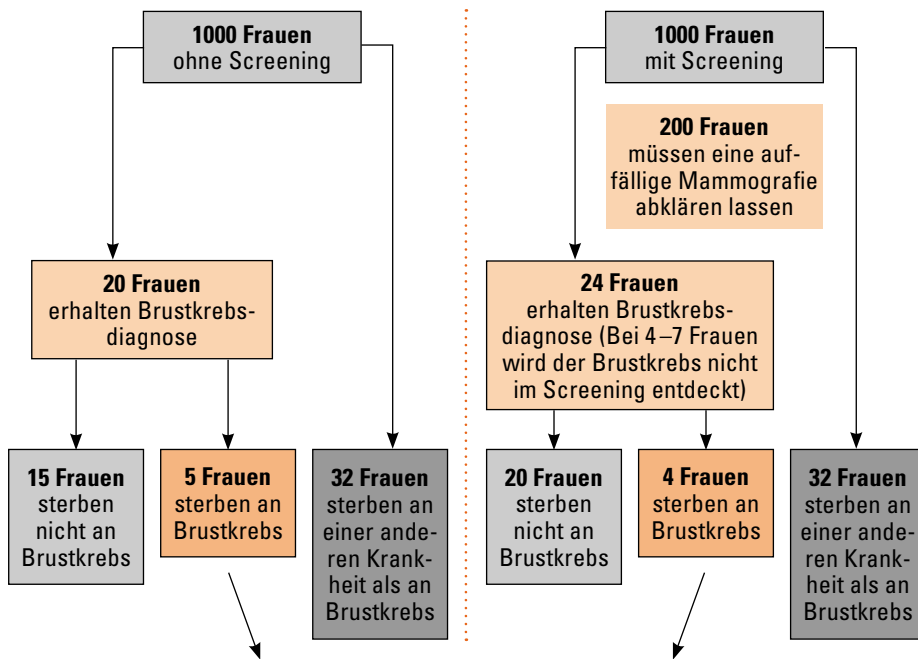 1000 Frauen
ohne Screening
20 Frauen
erhalten Brustkrebs-
diagnose
15 Frauen
sterben
nicht an
Brustkrebs
5 Frauen
sterben an
Brustkrebs
32 Frauen
sterben an
einer ande-
ren Krank-
heit als an
Brustkrebs
1000 Frauen
mit Screening
200 Frauen
müssen eine auf-
fällige Mammografie
abklären lassen
24 Frauen
erhalten Brustkrebs-
diagnose (Bei 4–7 Frauen
wird der Brustkrebs nicht
im Screening entdeckt)
20 Frauen
sterben
nicht an
Brustkrebs
4 Frauen
sterben an
Brustkrebs
32 Frauen
sterben an
einer ande-
ren Krank-
heit als an
Brustkrebs